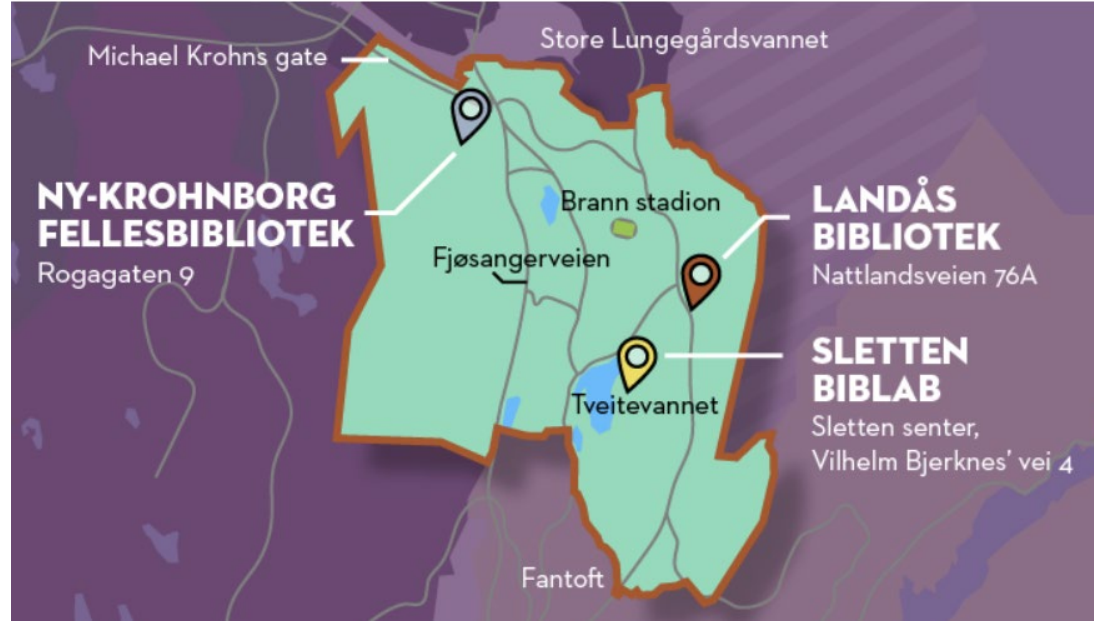 Michael Krohns gate
Store Lungegårdsvannet
NY-KROHNBORG
FELLESBIBLIOTEK
Rogagaten 9
Brann stadion
Fjøsangerveien
LANDÅS
BIBLIOTEK
Nattlandsveien 76A
SLETTEN
BIBLAB
Sletten senter,
Vilhelm Bjerknes' vei 4
Tveitevannet
Fantoft